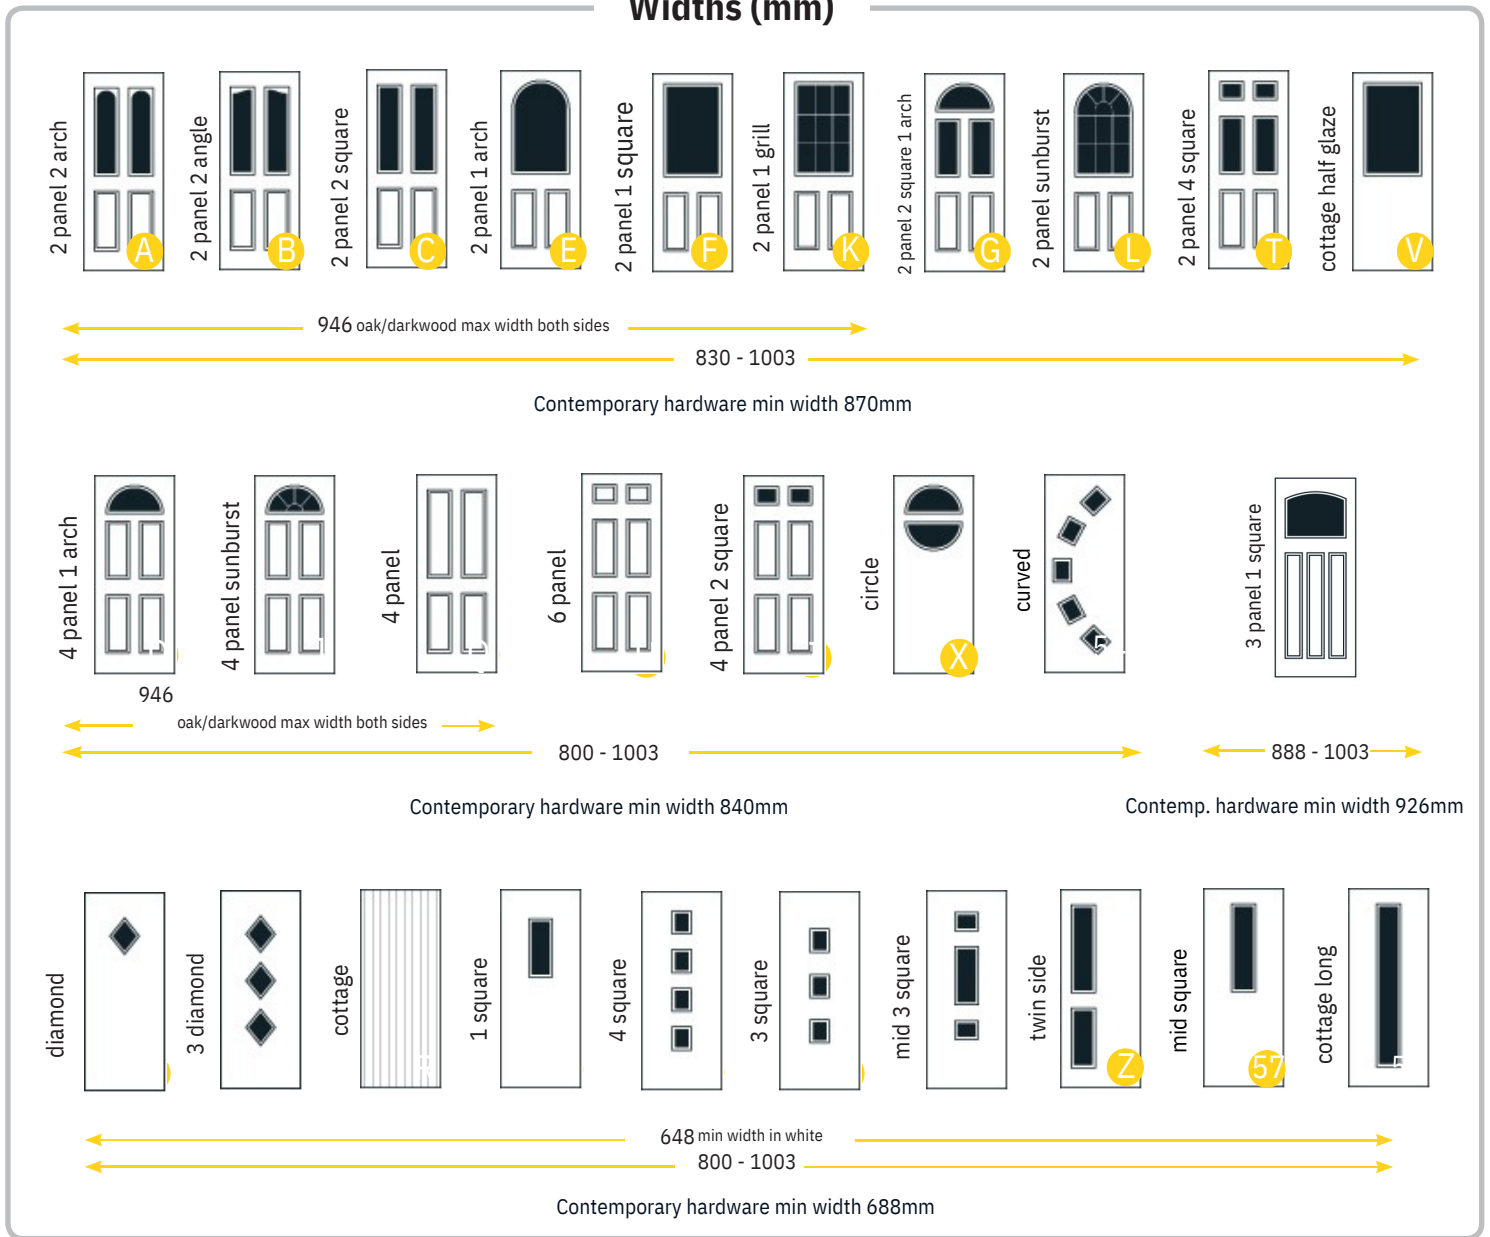 Widths (mm)
2 panel 2 arch
2 panel 2 angle
2 panel 2 square
2 panel 1 arch
2 panel 1 square
2 panel 1 grill
2 panel 2 square 1 arch
2 panel sunburst
2 panel 4 square
cottage half glaze
A
B
C
E
F
K
G
L
T
V
946 oak/darkwood max width both sides
830 - 1003
Contemporary hardware min width 870mm
4 panel 1 arch
4 panel sunburst
4 panel
6 panel
4 panel 2 square
circle
curved
3 panel 1 square
X
946
oak/darkwood max width both sides
800 - 1003
888 - 1003
Contemporary hardware min width 840mm
Contemp. hardware min width 926mm
diamond
3 diamond
cottage
1 square
4 square
3 square
mid 3 square
twin side
mid square
cottage long
Z
57
648 min width in white
800 - 1003
Contemporary hardware min width 688mm